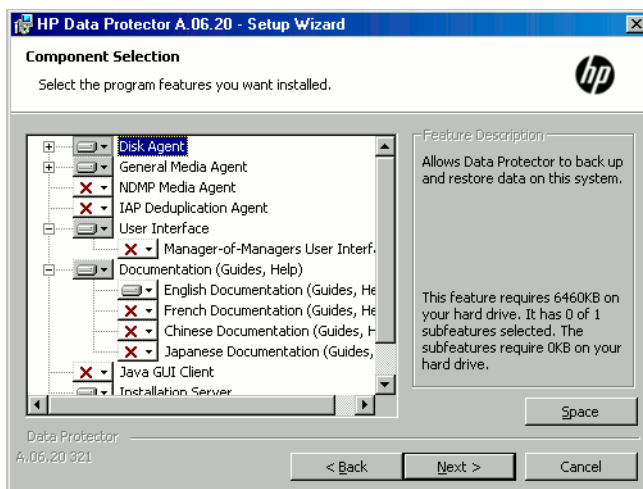 HP Data Protector A.06.20 - Setup Wizard
Component Selection
Select the program features you want installed.
hp
Disk Agent
General Media Agent
NDMP Media Agent
IAP Deduplication Agent
User Interface
Manager-of-Managers User Interf
Documentation (Guides, Help)
English Documentation (Guides, He
French Documentation (Guides, He
Chinese Documentation (Guides, H
Japanese Documentation (Guides,
Java GUI Client
Installation Server
Feature Description
Allows Data Protector to back up
and restore data on this system.
This feature requires 6460KB on
your hard drive. It has 0 of 1
subfeatures selected. The
subfeatures require 0KB on your
hard drive.
Space
Data Protector
A.06.20 321
< Back
Next >
Cancel